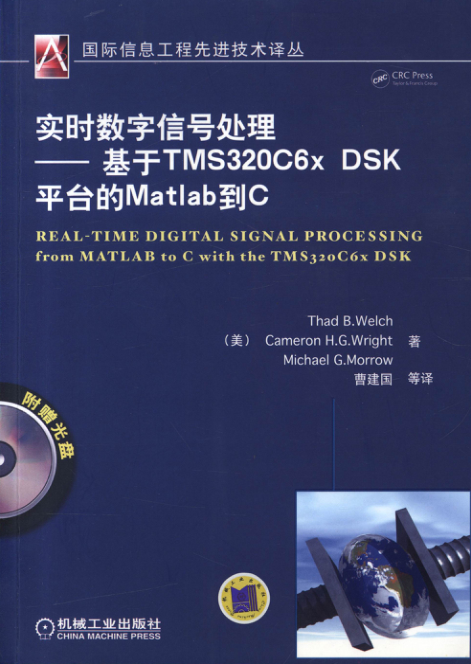 国际信息工程先进技术译丛
CRC CRC Press
实时数字信号处理
—— 基于TMS320C6x DSK
平台的Matlab到C
REAL-TIME DIGITAL SIGNAL PROCESSING
from MATLAB to C with the TMS320C6x DSK
Thad B.Welch
（美） Cameron H.G.Wright 著
Michael G.Morrow
曹建国 等译
附赠光盘
机械工业出版社
CHINA MACHINE PRESS